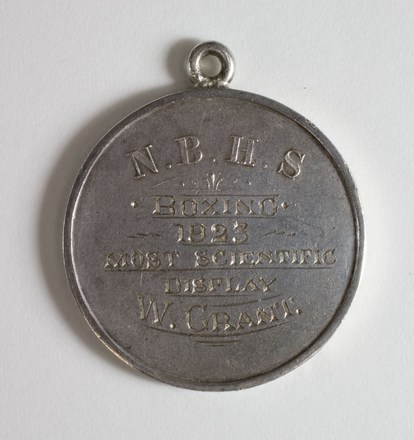 N.B.H.S
BOXING
1923
MOST SCIENTIFIC
DISPLAY
W. GRANT.